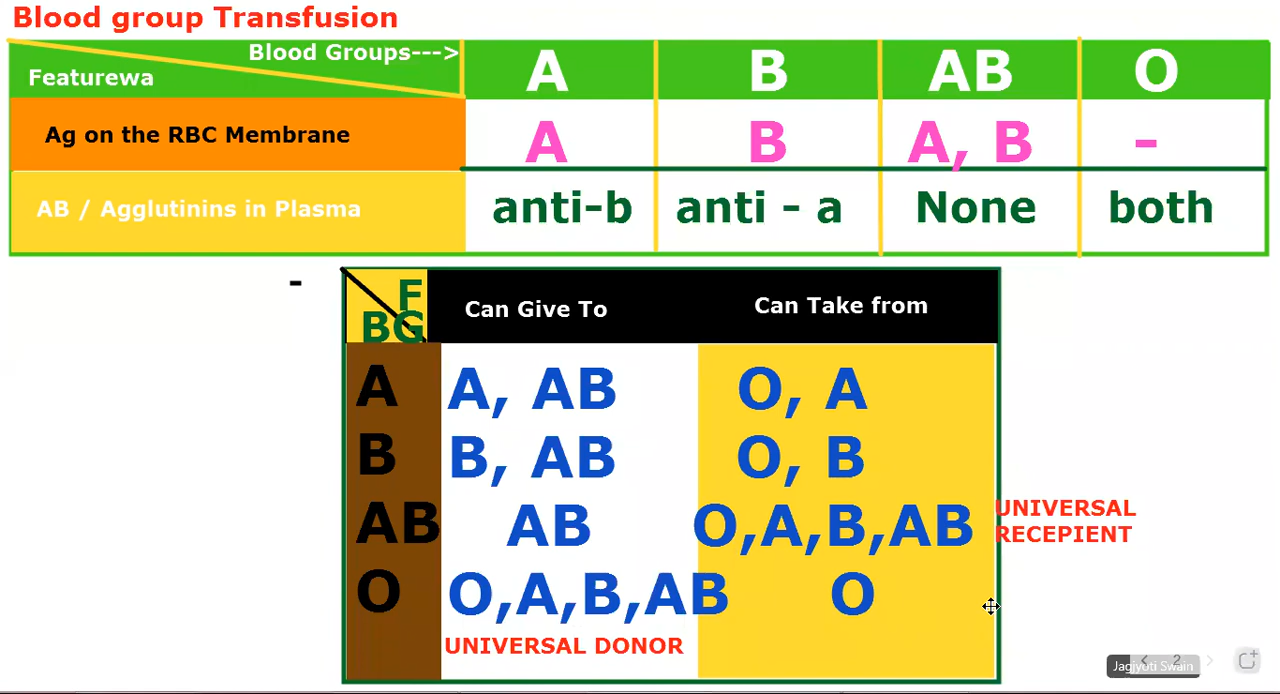 Blood group Transfusion
Blood Groups--->
Featurewa
A B AB O
Ag on the RBC Membrane A B A, B -
AB / Agglutinins in Plasma anti-b anti - a None both
-
F
BG
Can Give To Can Take from
A A, AB O, A
B B, AB O, B
AB AB O,A,B,AB
UNIVERSAL
RECEPIENT
O O,A,B,AB O
UNIVERSAL DONOR
2
Jagjyuti Swain